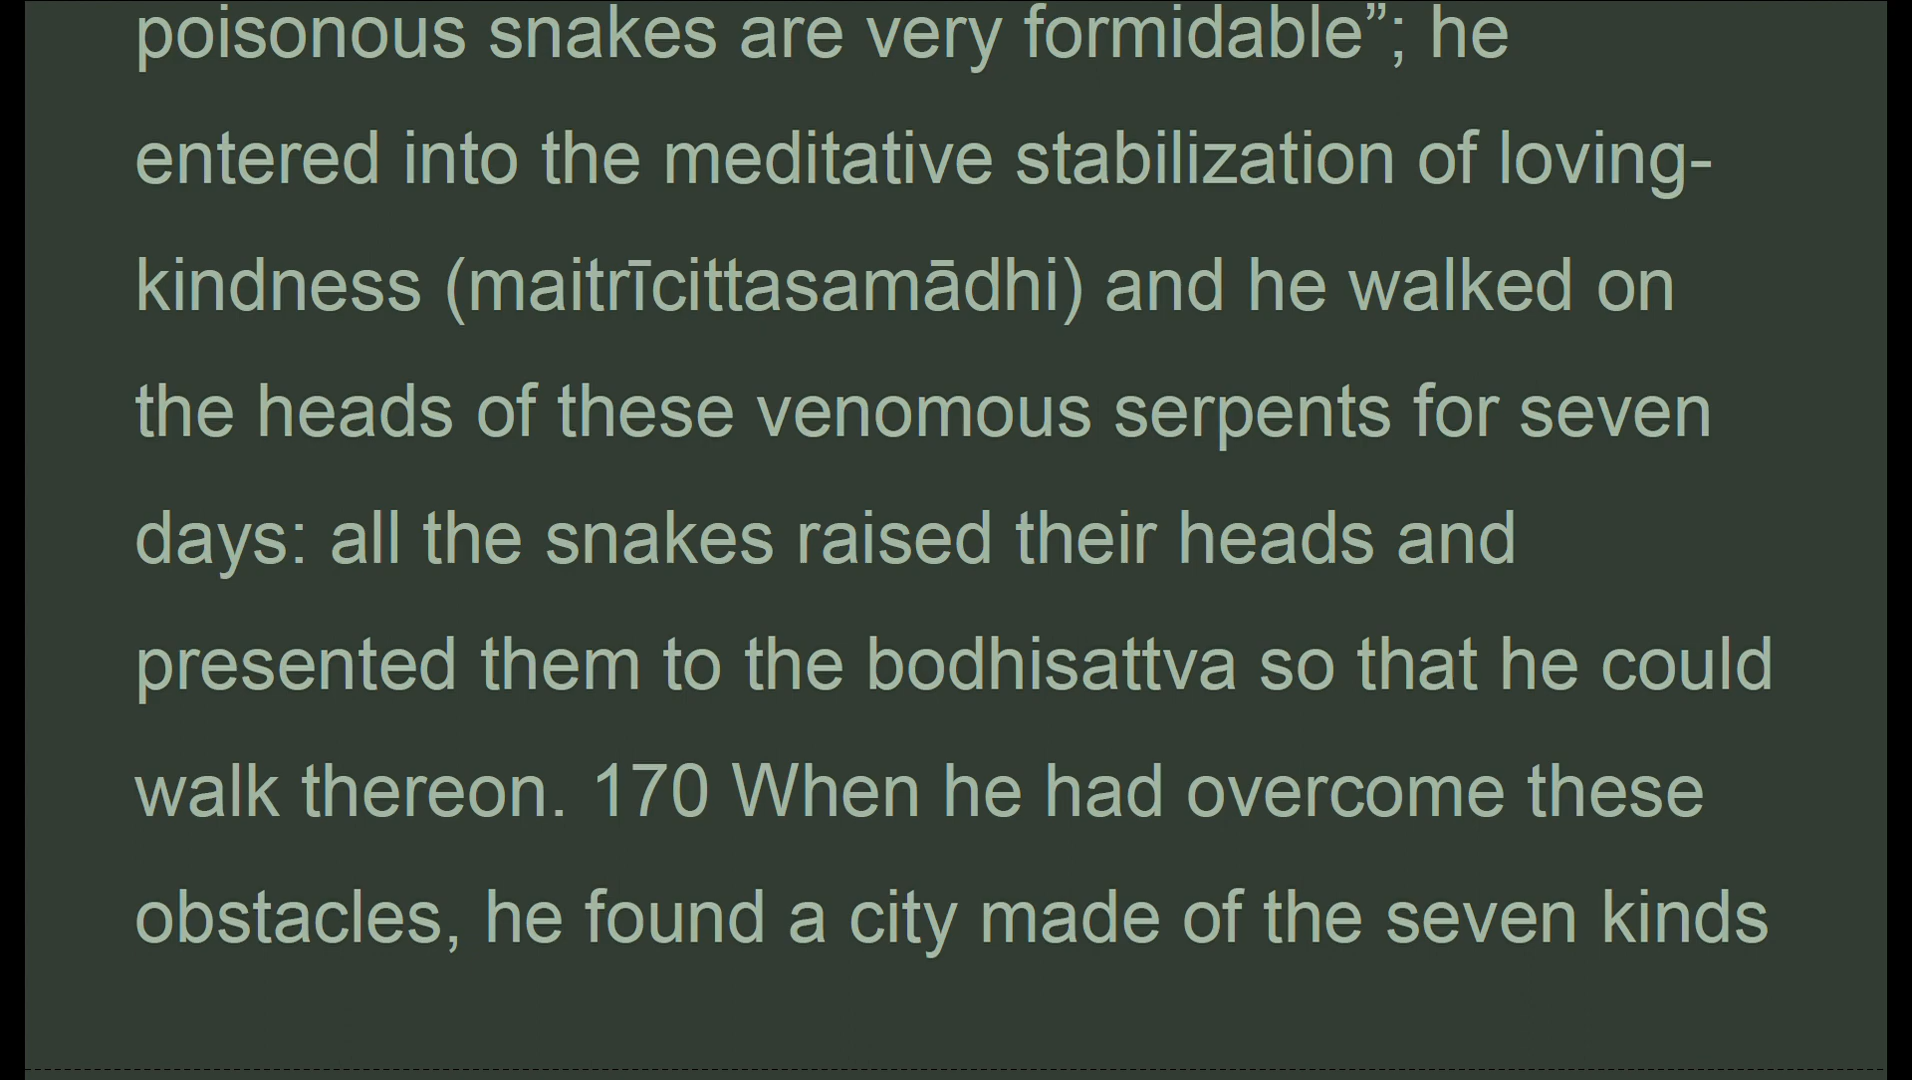 poisonous snakes are very formidable”; he
entered into the meditative stabilization of loving-
kindness (maitrīcittasamādhi) and he walked on
the heads of these venomous serpents for seven
days: all the snakes raised their heads and
presented them to the bodhisattva so that he could
walk thereon. 170 When he had overcome these
obstacles, he found a city made of the seven kinds